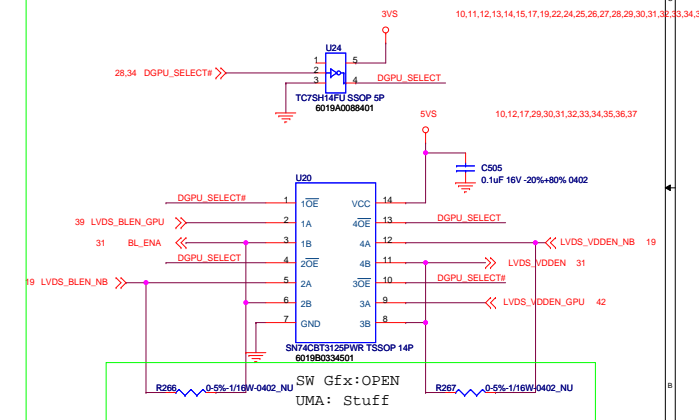 3VS
10,11,12,13,14,15,17,19,22,24,25,26,27,28,29,30,31,32,33,34,3
U24
1
2
3
5
4
28,34 DGPU_SELECT#
DGPU_SELECT
TC7SH14FU SSOP 5P
6019A0088401
5VS
10,12,17,29,30,31,32,33,34,35,36,37
C505
0.1uF 16V -20%+80% 0402
U20
DGPU_SELECT# 1 1OE VCC 14
39 LVDS_BLEN_GPU 2 1A 4OE 13 DGPU_SELECT
31 BL_ENA 3 1B 4A 12 LVDS_VDDEN_NB 19
DGPU_SELECT 4 2OE 4B 11 LVDS_VDDEN 31
19 LVDS_BLEN_NB 5 2A 3OE 10 DGPU_SELECT#
6 2B 3A 9 LVDS_VDDEN_GPU 42
7 GND 3B 8
SN74CBT3125PWR TSSOP 14P
6019B0334501
R266 0-5%-1/16W-0402_NU
SW Gfx:OPEN
R267 0-5%-1/16W-0402_NU
UMA: Stuff
B